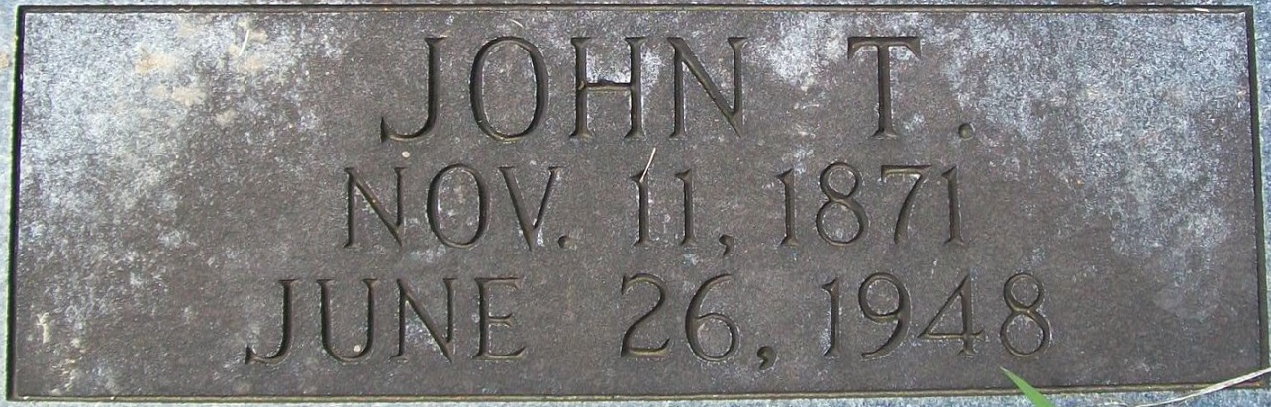 JOHN T.
NOV. 11, 1871
JUNE 26, 1948